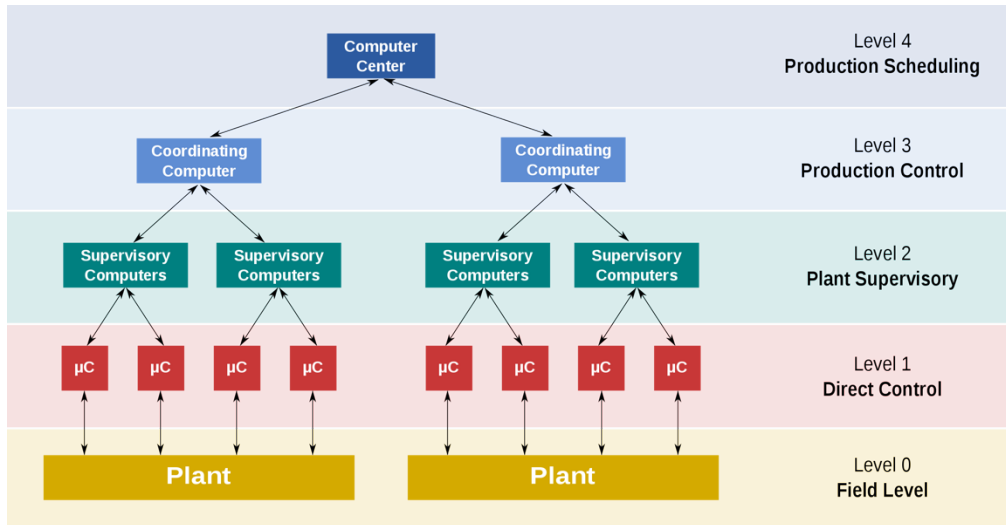 Computer
Center
Level 4
Production Scheduling
Coordinating
Computer
Coordinating
Computer
Level 3
Production Control
Supervisory
Computers
Supervisory
Computers
Supervisory
Computers
Supervisory
Computers
Level 2
Plant Supervisory
µC
µC
µC
µC
µC
µC
µC
µC
Level 1
Direct Control
Plant
Plant
Level 0
Field Level